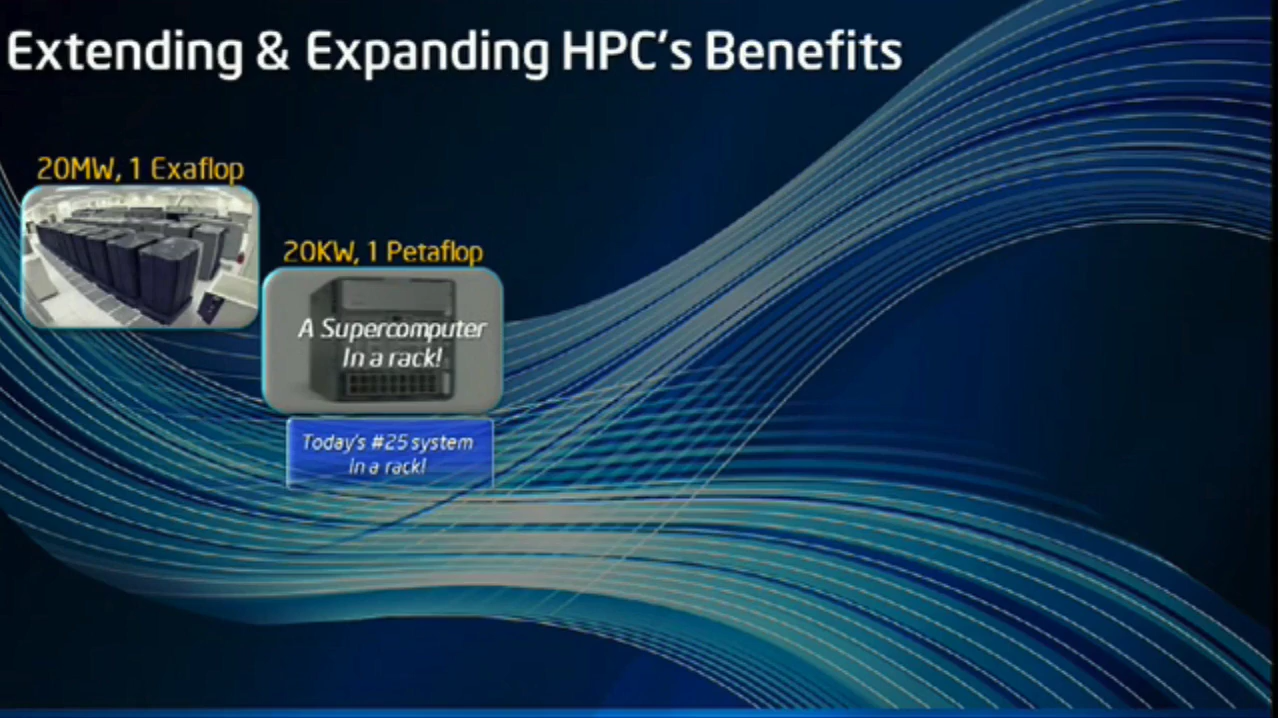 Extending & Expanding HPC's Benefits
20MW, 1 Exaflop
20KW, 1 Petaflop
A Supercomputer
In a rack!
Today's #25 system
In a rack!